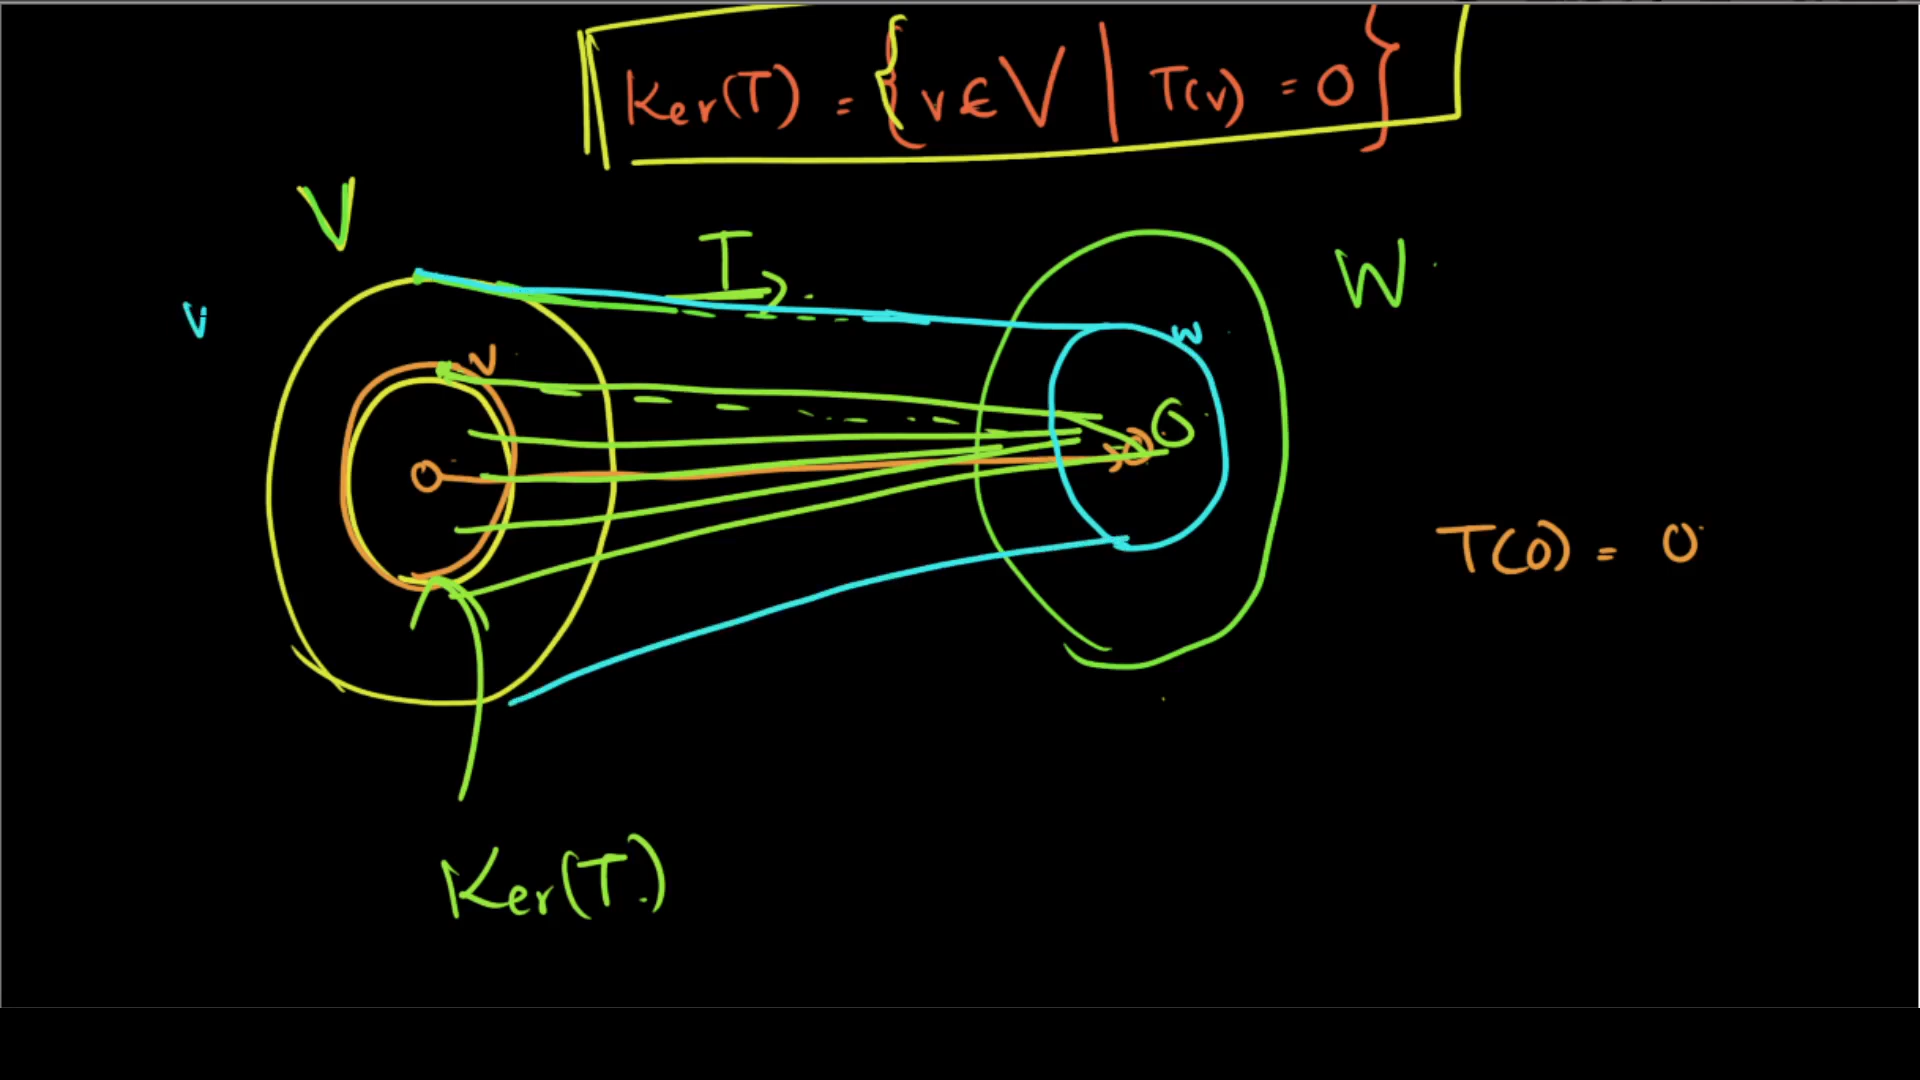 Ker(T) = {v ∈ V | T(v) = 0}
V
T
W
v
w
v
0
0
T(0) = 0
Ker(T)